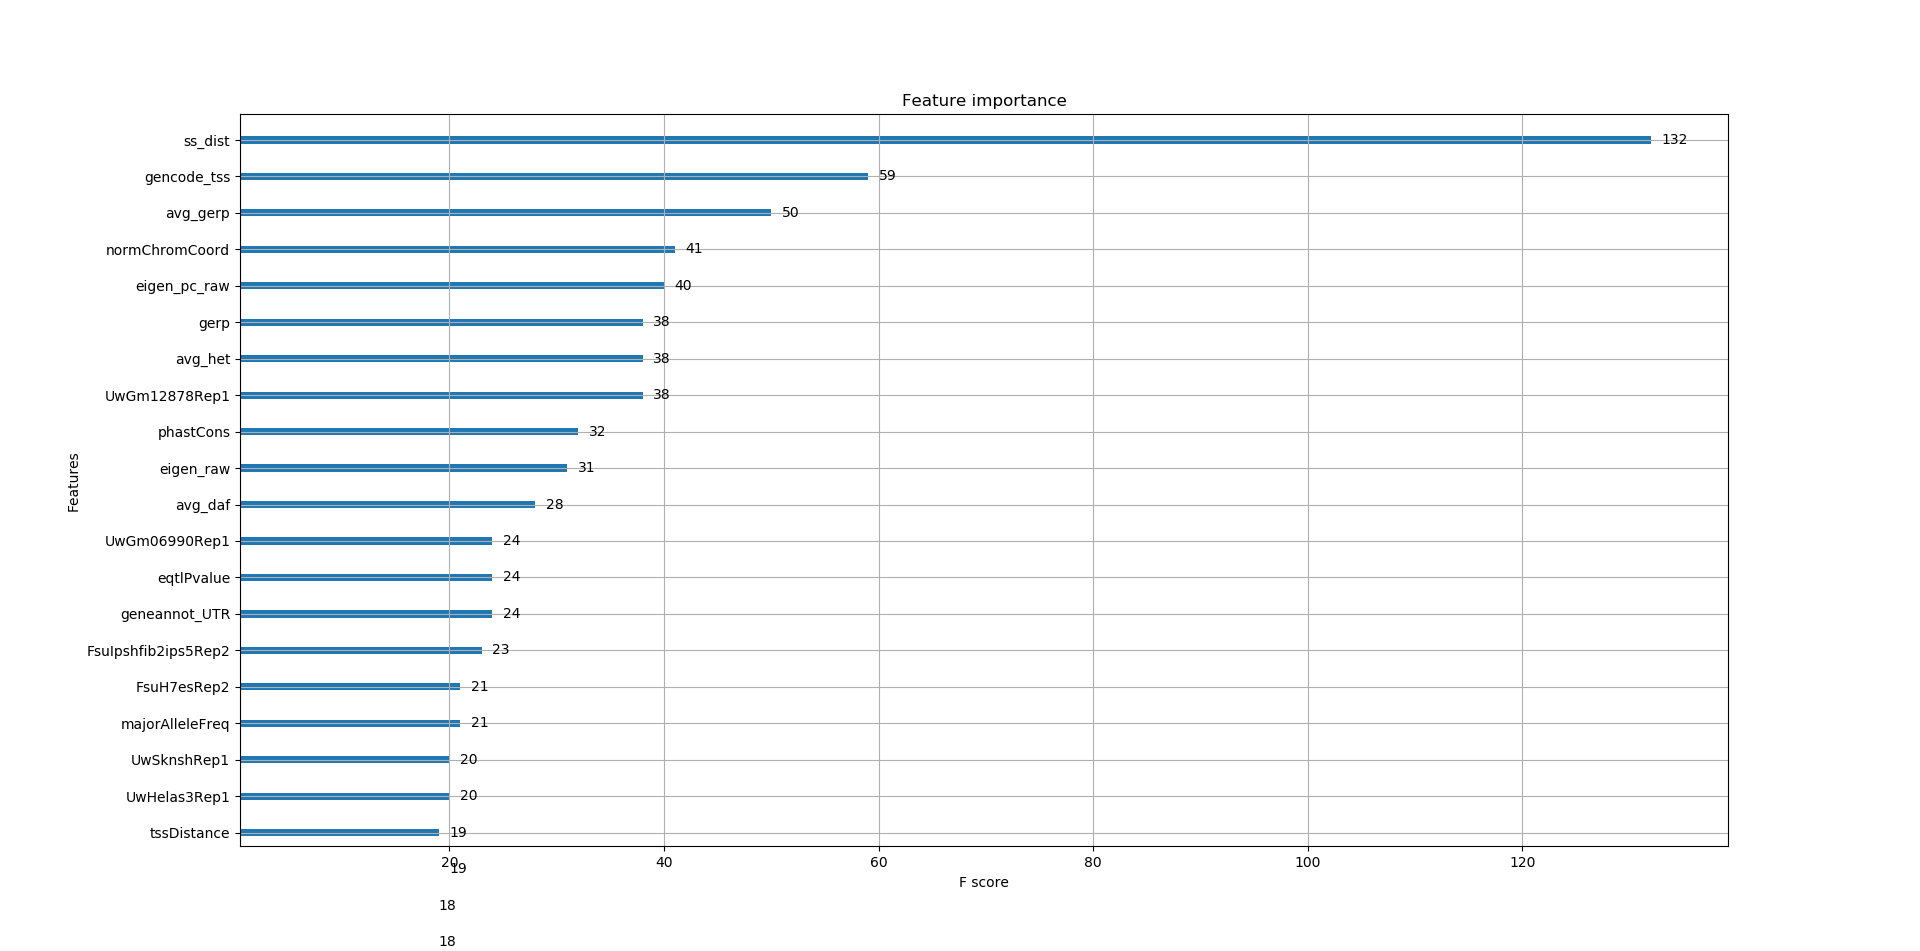 Feature importance
ss_dist 132
gencode_tss 59
avg_gerp 50
normChromCoord 41
eigen_pc_raw 40
gerp 38
avg_het 38
UwGm12878Rep1 38
phastCons 32
eigen_raw 31
Features
avg_daf 28
UwGm06990Rep1 24
eqtlPvalue 24
geneannot_UTR 24
FsuIpshfib2ips5Rep2 23
FsuH7esRep2 21
majorAlleleFreq 21
UwSknshRep1 20
UwHelas3Rep1 20
tssDistance 19
20 40 60 80 100 120
19
F score
18
18